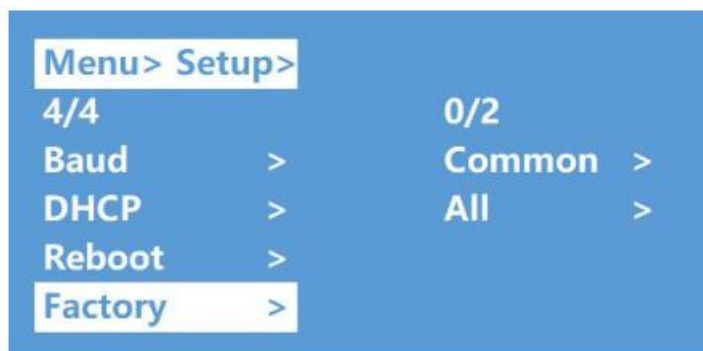 Menu> Setup>
4/4 0/2
Baud > Common >
DHCP > All >
Reboot >
Factory >